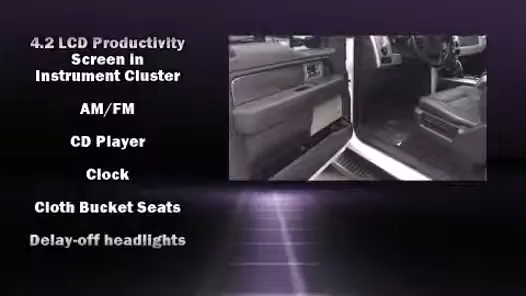 4.2 LCD Productivity
Screen in
Instrument Cluster
AM/FM
CD Player
Clock
Cloth Bucket Seats
Delay-off headlights